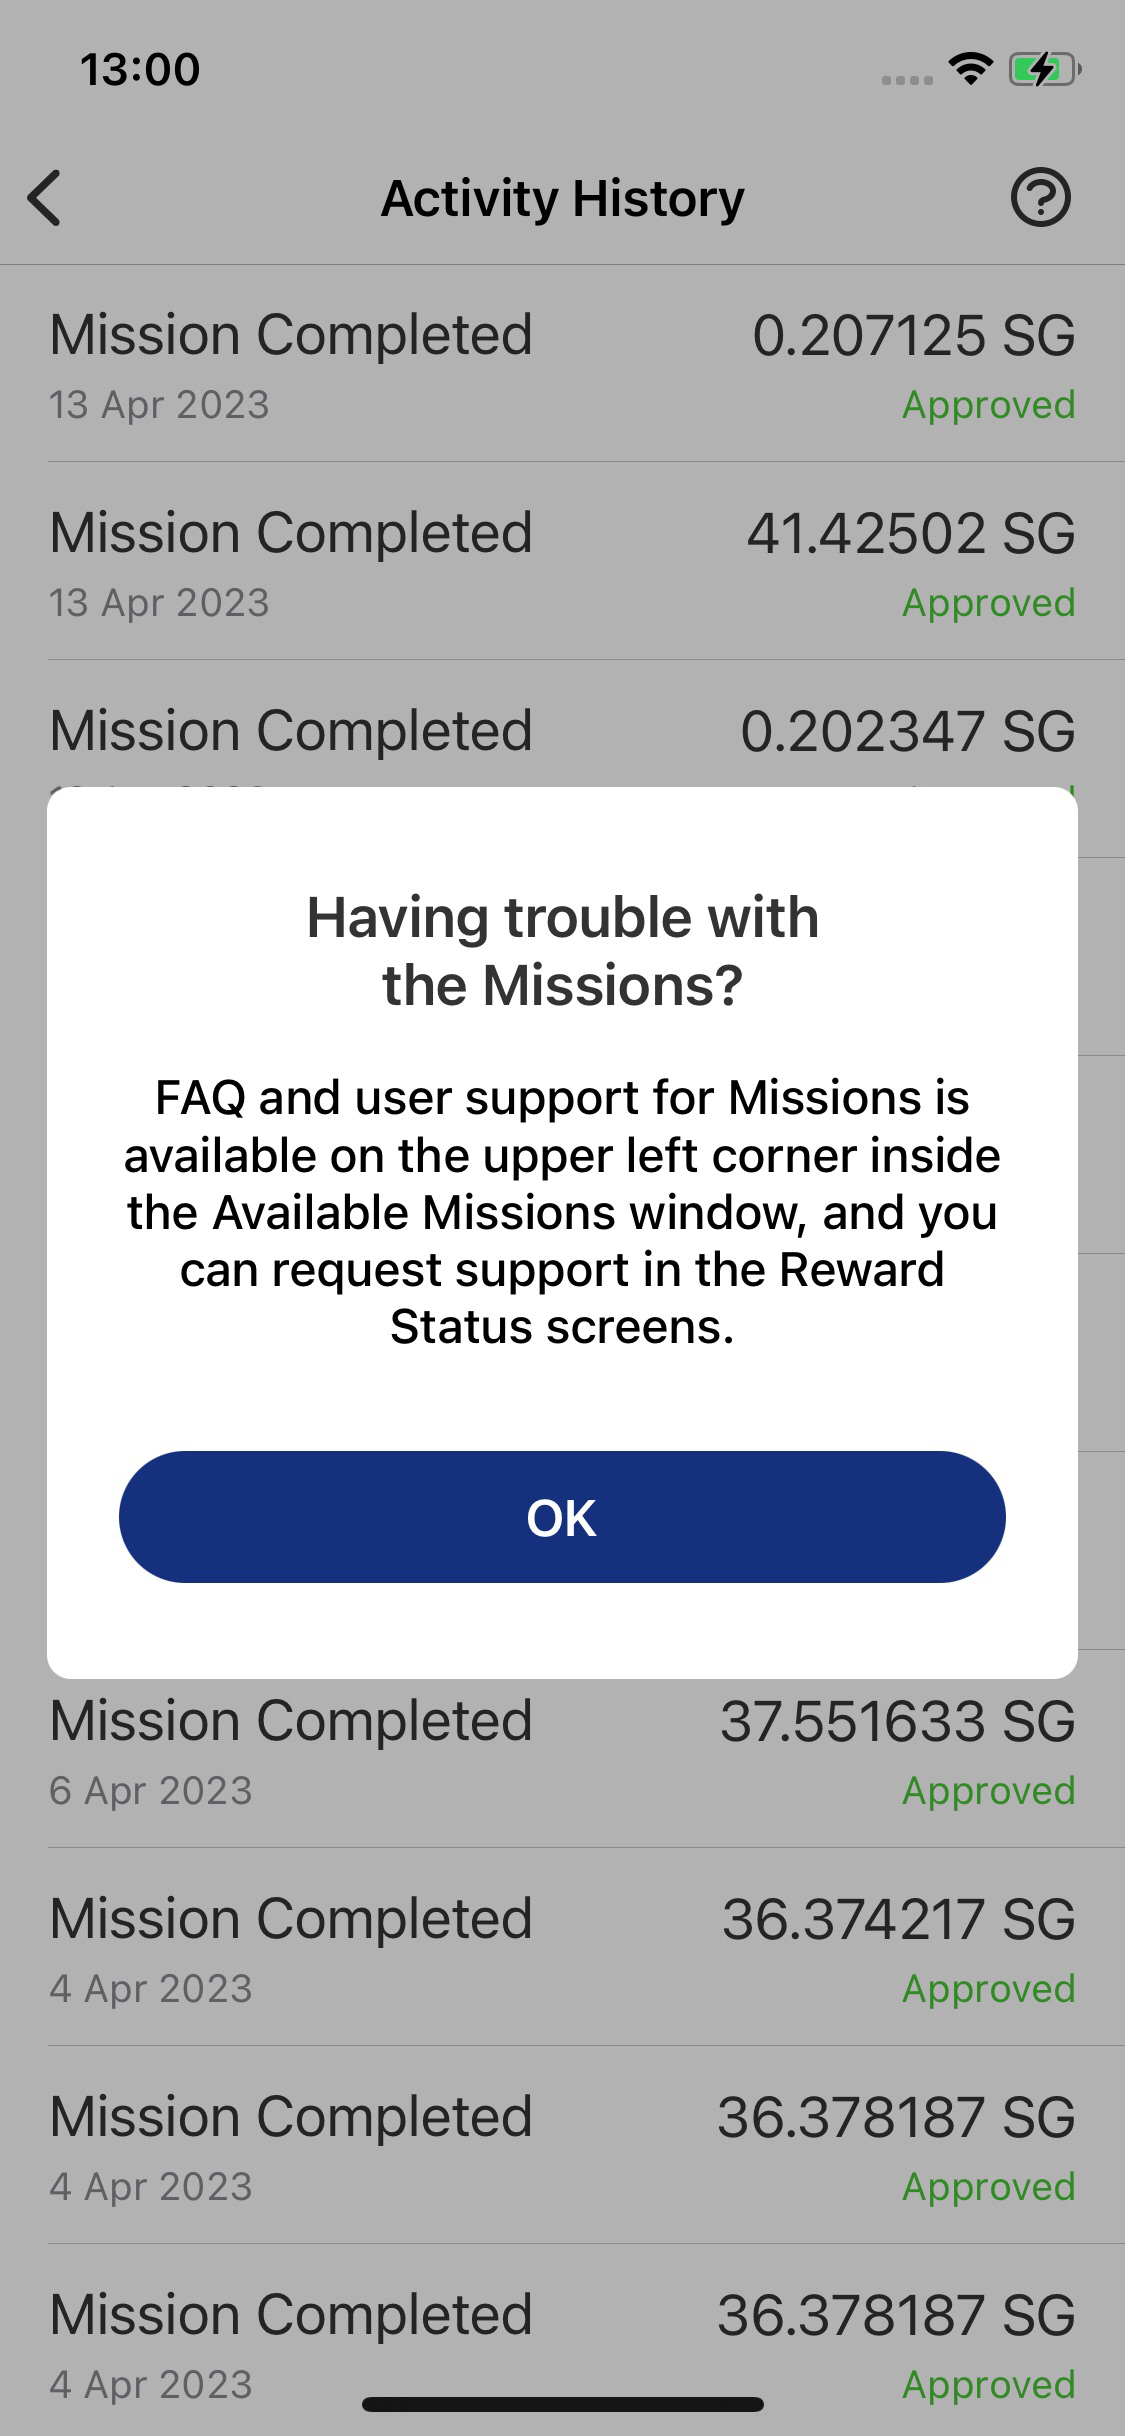 13:00
Activity History
Mission Completed 0.207125 SG
13 Apr 2023 Approved
Mission Completed 41.42502 SG
13 Apr 2023 Approved
Mission Completed 0.202347 SG
Having trouble with
the Missions?
FAQ and user support for Missions is
available on the upper left corner inside
the Available Missions window, and you
can request support in the Reward
Status screens.
OK
Mission Completed 37.551633 SG
6 Apr 2023 Approved
Mission Completed 36.374217 SG
4 Apr 2023 Approved
Mission Completed 36.378187 SG
4 Apr 2023 Approved
Mission Completed 36.378187 SG
4 Apr 2023 Approved